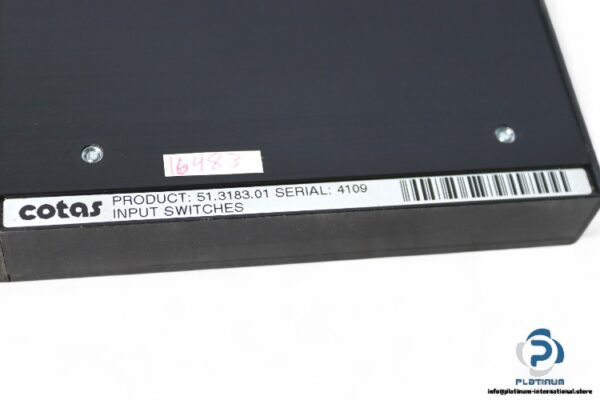 16483
cotas PRODUCT: 51.3183.01 SERIAL: 4109
INPUT SWITCHES
PLATINUM
info@platinum-international.store